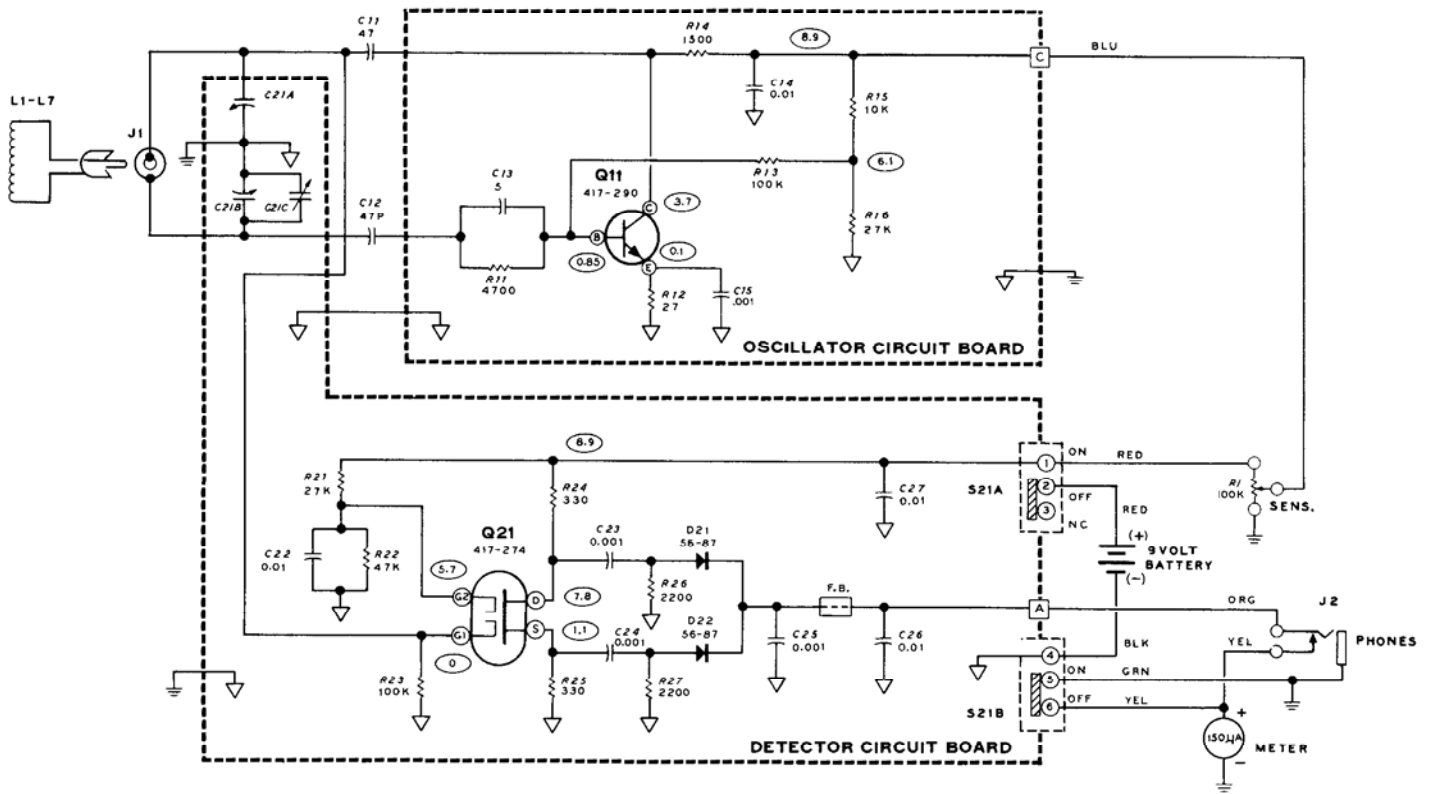 C11
47
R14
1500
8.9
C
BLU
L1-L7
J1
C21A
C14
0.01
R15
10K
6.1
R13
100K
Q11
417-290
C13
5
C
3.7
C21B
C21C
C12
47P
B
0.85
0.1
E
R16
27K
R11
4700
R12
27
C15
.001
OSCILLATOR CIRCUIT BOARD
8.9
R21
27K
R24
330
C27
0.01
S21A
1
ON
RED
2
OFF
3
NC
RED
R1
100K
SENS.
C22
0.01
R22
47K
Q21
417-274
C23
0.001
D21
56-87
(+)
9 VOLT
BATTERY
(-)
5.7
G2
D
7.8
R26
2200
F.B.
A
ORG
J2
G1
S
1.1
C24
0.001
D22
56-87
C25
0.001
C26
0.01
PHONES
0
YEL
4
BLK
R23
100K
R25
330
R27
2200
5
ON
GRN
S21B
6
OFF
YEL
+
150µA
METER
−
DETECTOR CIRCUIT BOARD